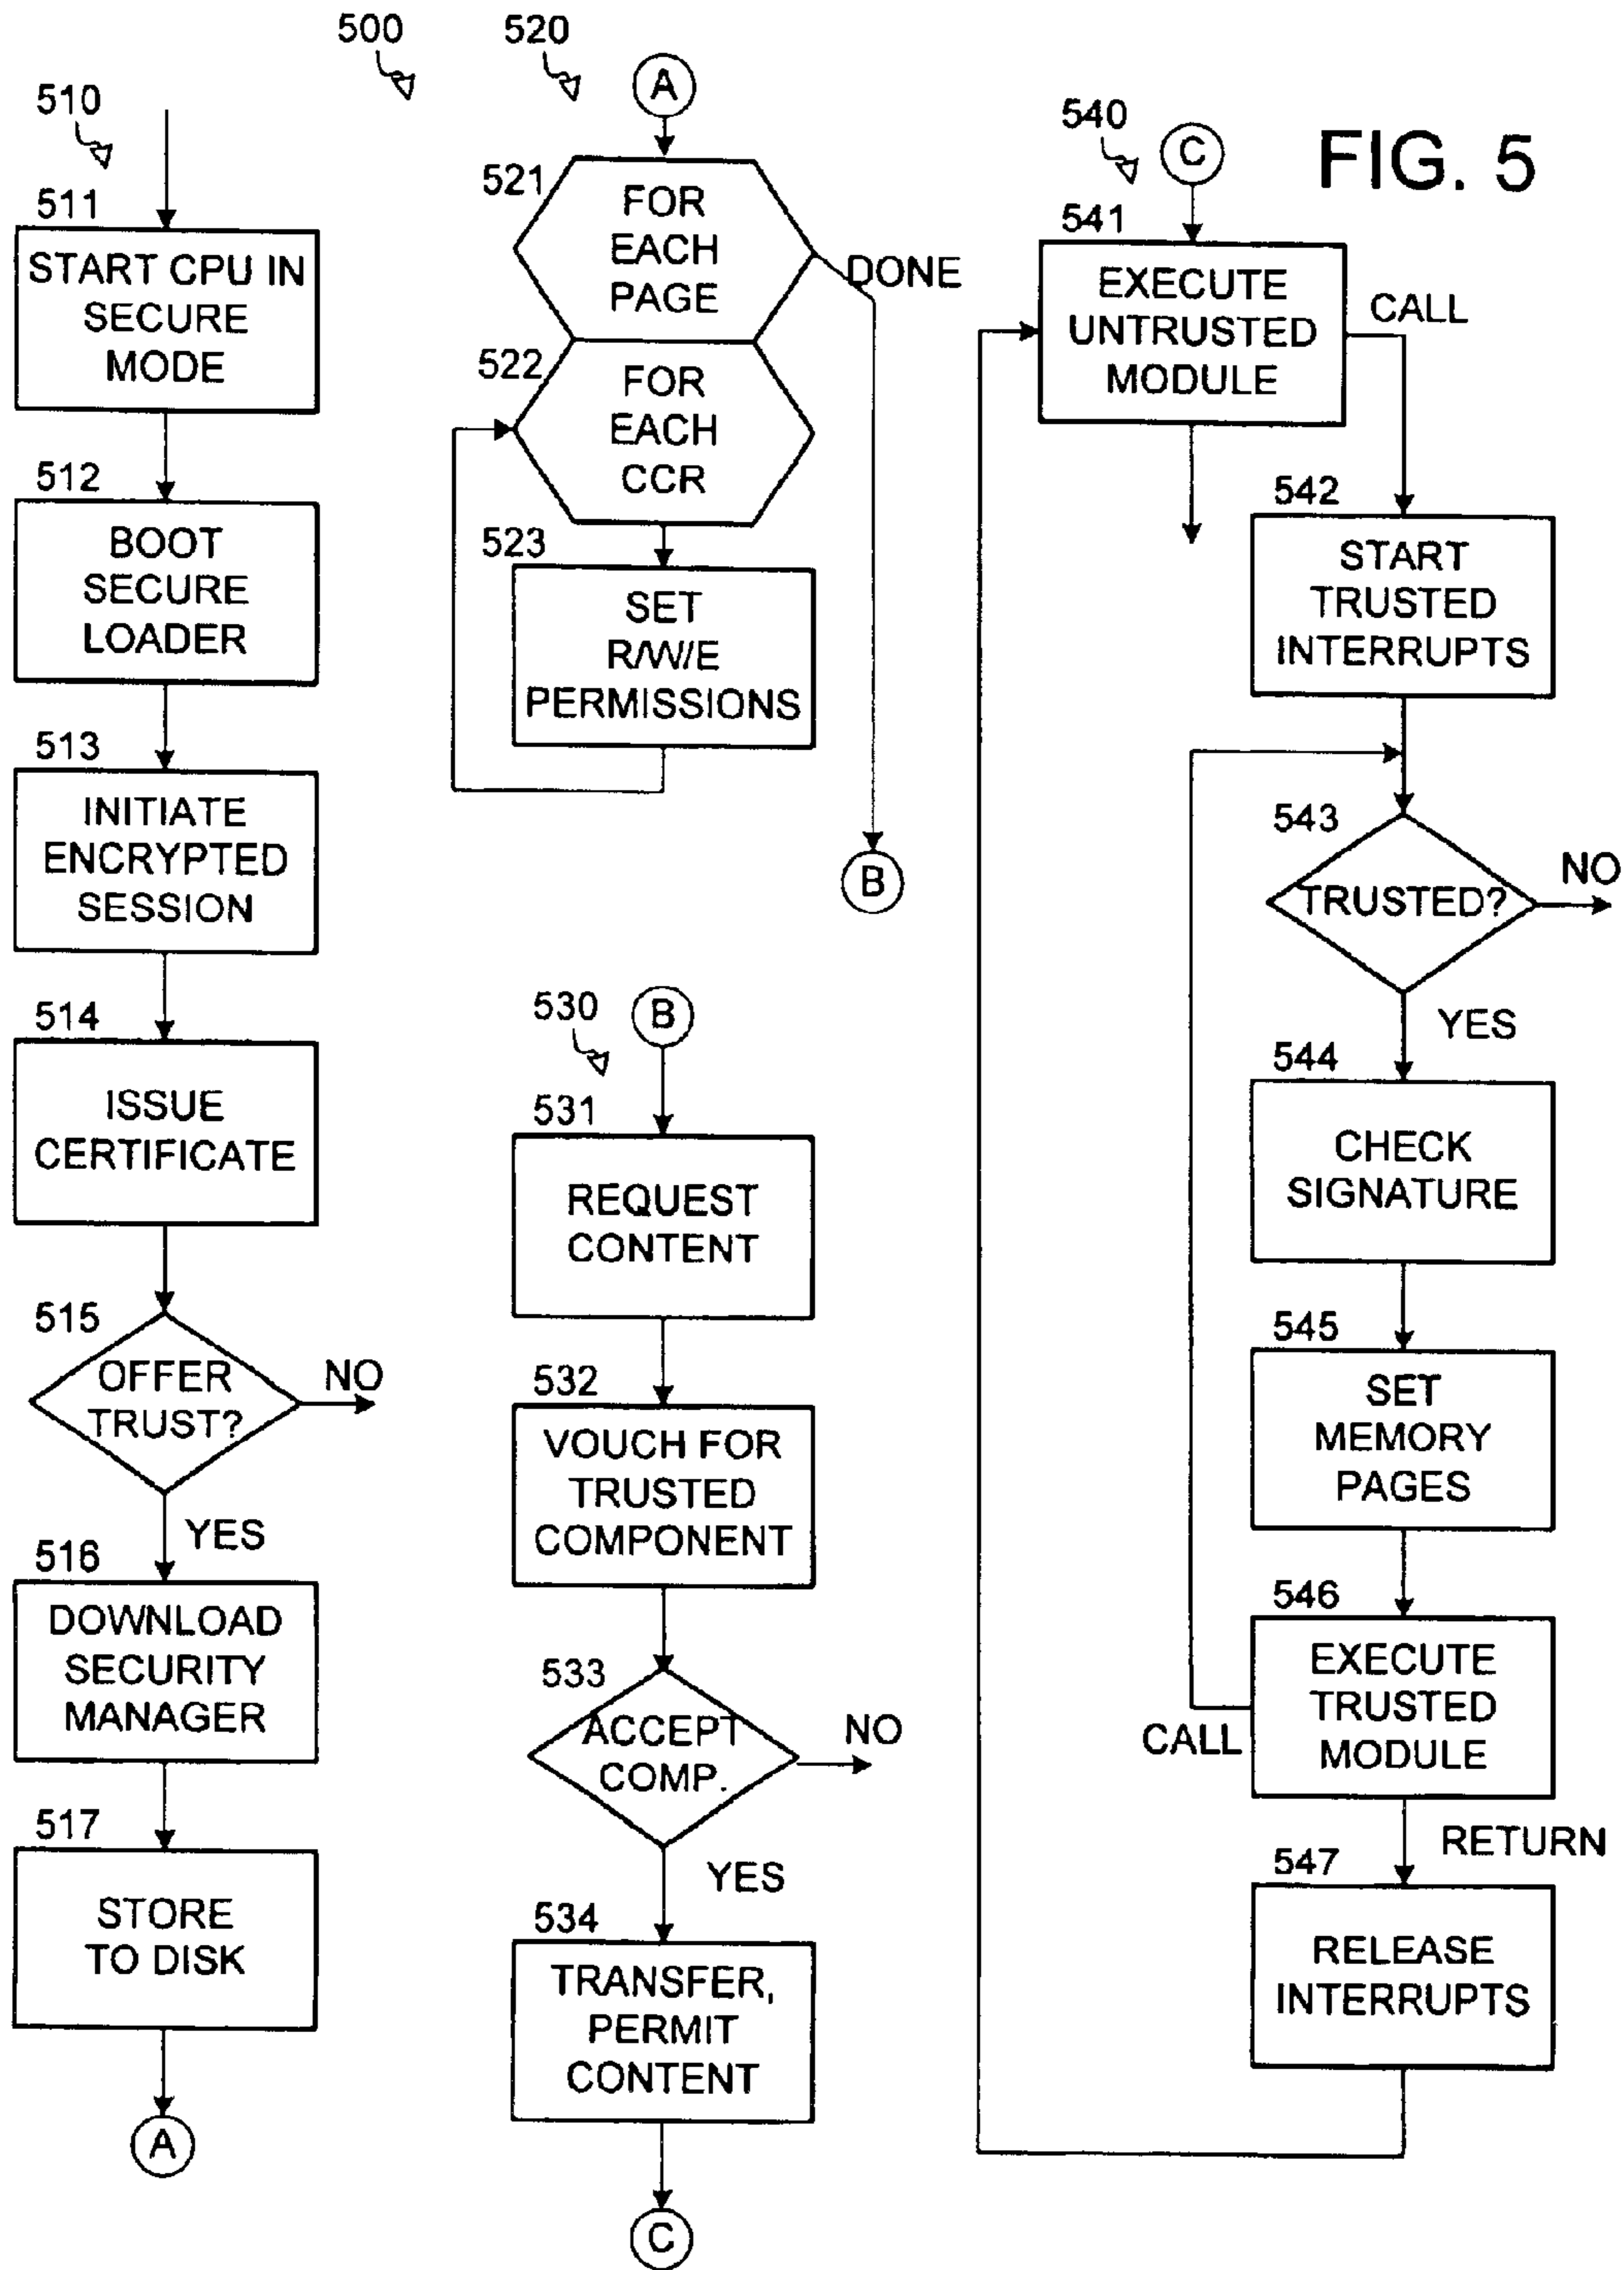 500
510
511
START CPU IN
SECURE
MODE
512
BOOT
SECURE
LOADER
513
INITIATE
ENCRYPTED
SESSION
514
ISSUE
CERTIFICATE
515
OFFER
TRUST?
NO
YES
516
DOWNLOAD
SECURITY
MANAGER
517
STORE
TO DISK
A
520
A
521
FOR
EACH
PAGE
DONE
522
FOR
EACH
CCR
523
SET
R/W/E
PERMISSIONS
B
530
B
531
REQUEST
CONTENT
532
VOUCH FOR
TRUSTED
COMPONENT
533
ACCEPT
COMP.
NO
YES
534
TRANSFER,
PERMIT
CONTENT
C
540
C
FIG. 5
541
EXECUTE
UNTRUSTED
MODULE
CALL
542
START
TRUSTED
INTERRUPTS
543
TRUSTED?
NO
YES
544
CHECK
SIGNATURE
545
SET
MEMORY
PAGES
546
EXECUTE
TRUSTED
MODULE
CALL
RETURN
547
RELEASE
INTERRUPTS